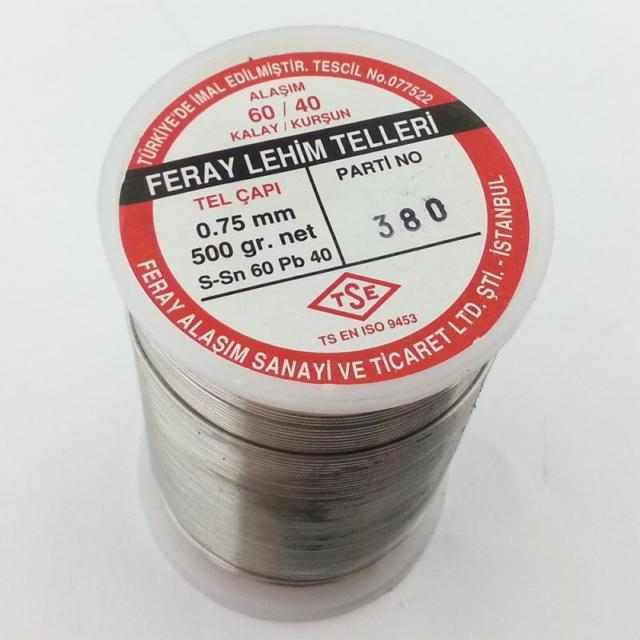 TÜRKİYE'DE İMAL EDİLMİŞTİR. TESCİL No.077522
ALAŞIM
60 / 40
KALAY / KURŞUN
FERAY LEHİM TELLERİ
TEL ÇAPI
0.75 mm
500 gr. net
S-Sn 60 Pb 40
PARTİ NO
380
TSE
TS EN ISO 9453
FERAY ALAŞIM SANAYİ VE TİCARET LTD. ŞTİ. - İSTANBUL